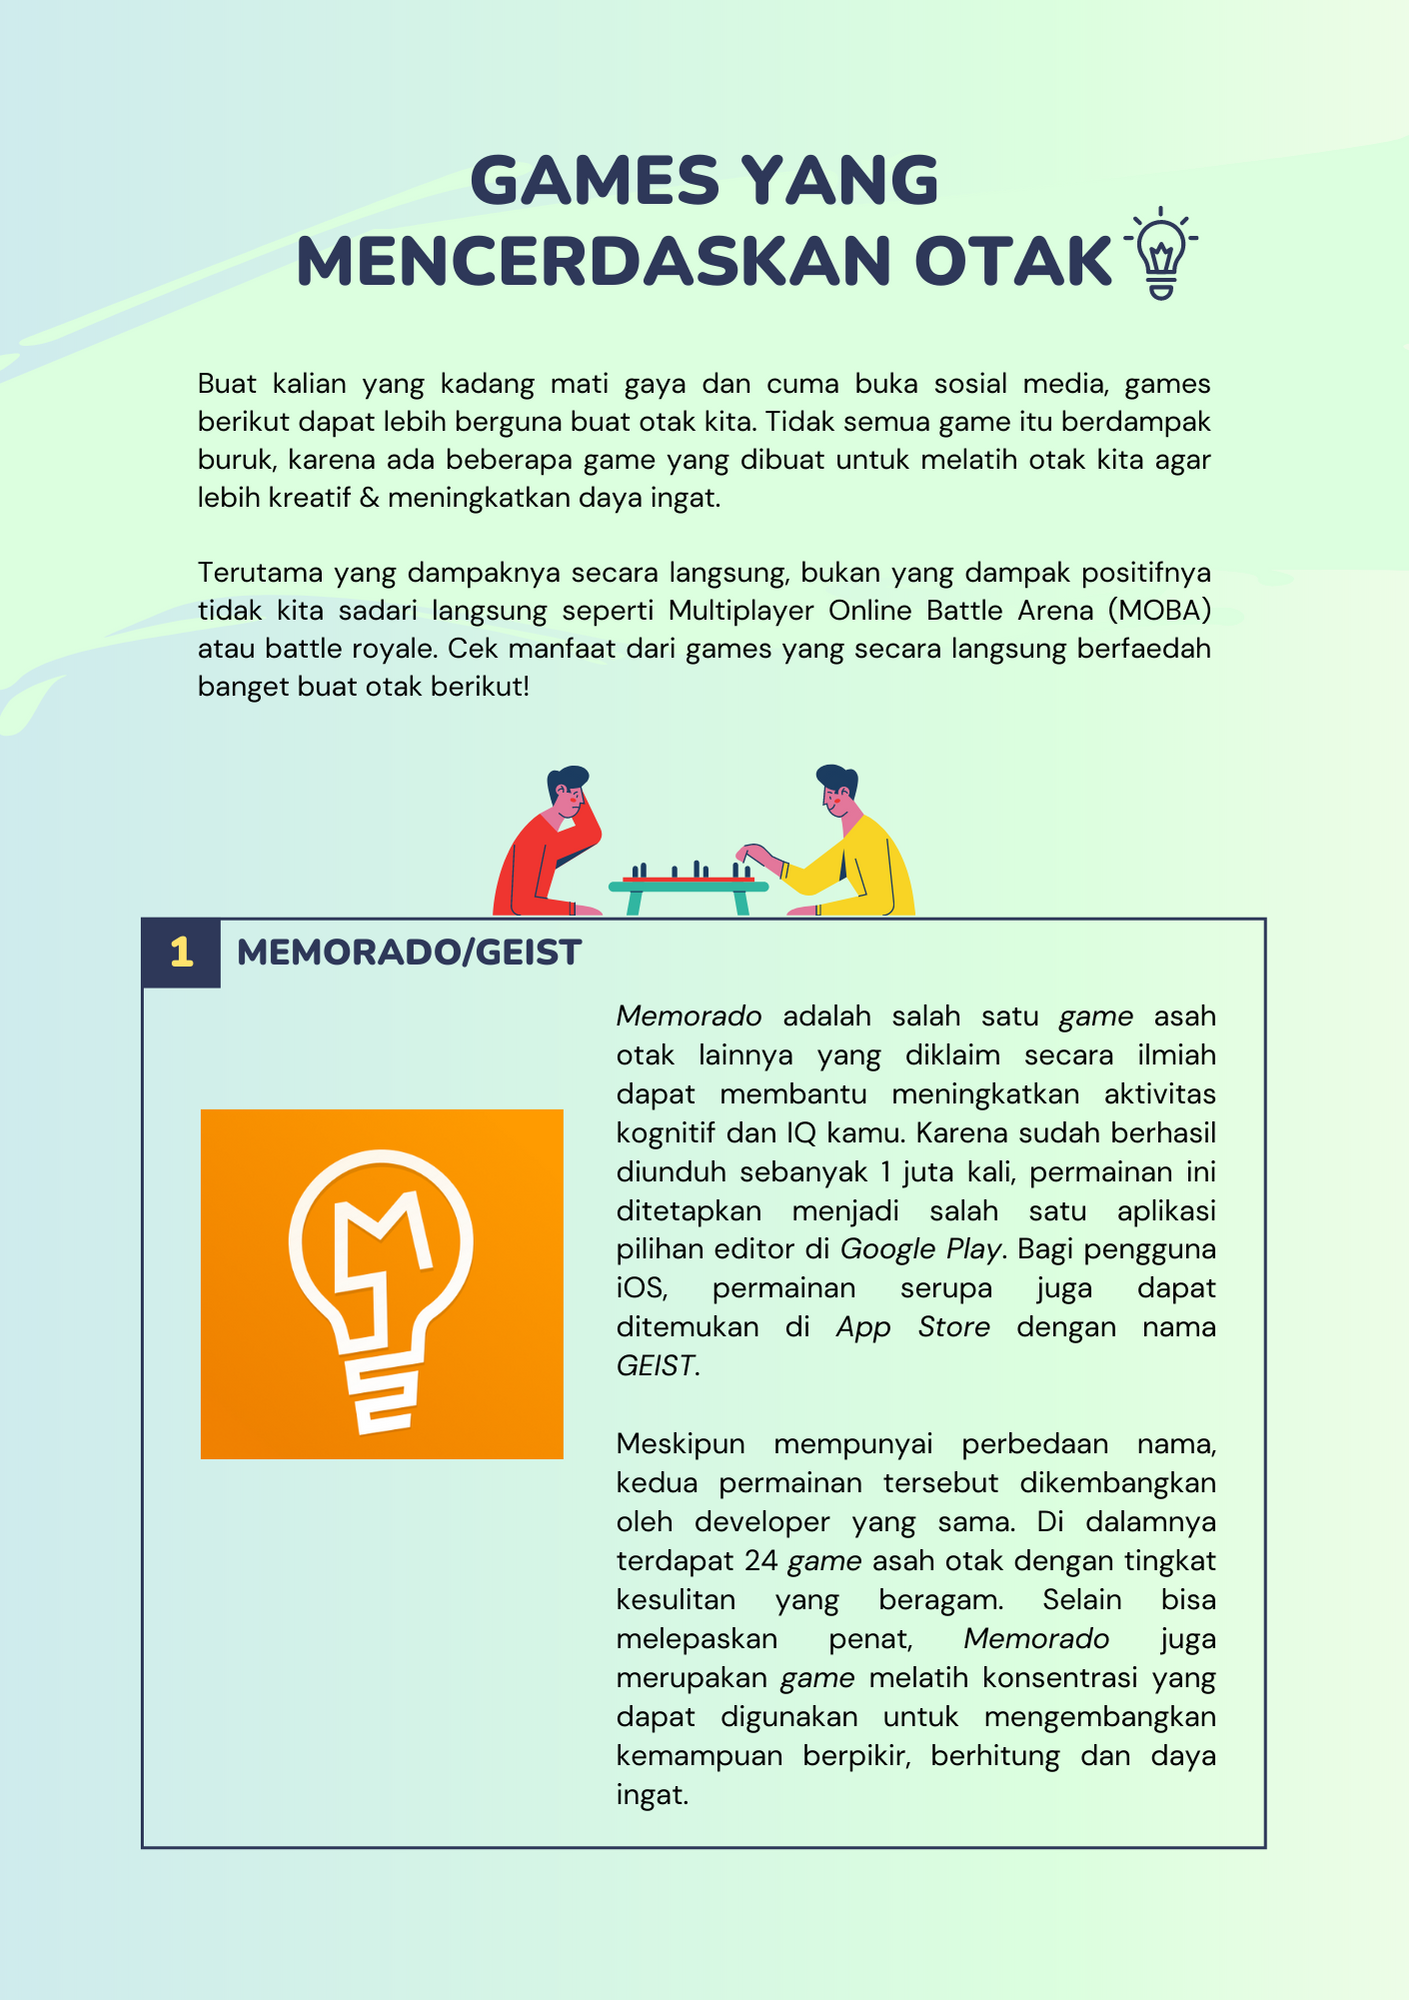 GAMES YANG
MENCERDASKAN OTAK
Buat kalian yang kadang mati gaya dan cuma buka sosial media, games
berikut dapat lebih berguna buat otak kita. Tidak semua game itu berdampak
buruk, karena ada beberapa game yang dibuat untuk melatih otak kita agar
lebih kreatif & meningkatkan daya ingat.
Terutama yang dampaknya secara langsung, bukan yang dampak positifnya
tidak kita sadari langsung seperti Multiplayer Online Battle Arena (MOBA)
atau battle royale. Cek manfaat dari games yang secara langsung berfaedah
banget buat otak berikut!
1 MEMORADO/GEIST
Memorado adalah salah satu game asah
otak lainnya yang diklaim secara ilmiah
dapat membantu meningkatkan aktivitas
kognitif dan IQ kamu. Karena sudah berhasil
diunduh sebanyak 1 juta kali, permainan ini
ditetapkan menjadi salah satu aplikasi
pilihan editor di Google Play. Bagi pengguna
iOS, permainan serupa juga dapat
ditemukan di App Store dengan nama
GEIST.
Meskipun mempunyai perbedaan nama,
kedua permainan tersebut dikembangkan
oleh developer yang sama. Di dalamnya
terdapat 24 game asah otak dengan tingkat
kesulitan yang beragam. Selain bisa
melepaskan penat, Memorado juga
merupakan game melatih konsentrasi yang
dapat digunakan untuk mengembangkan
kemampuan berpikir, berhitung dan daya
ingat.